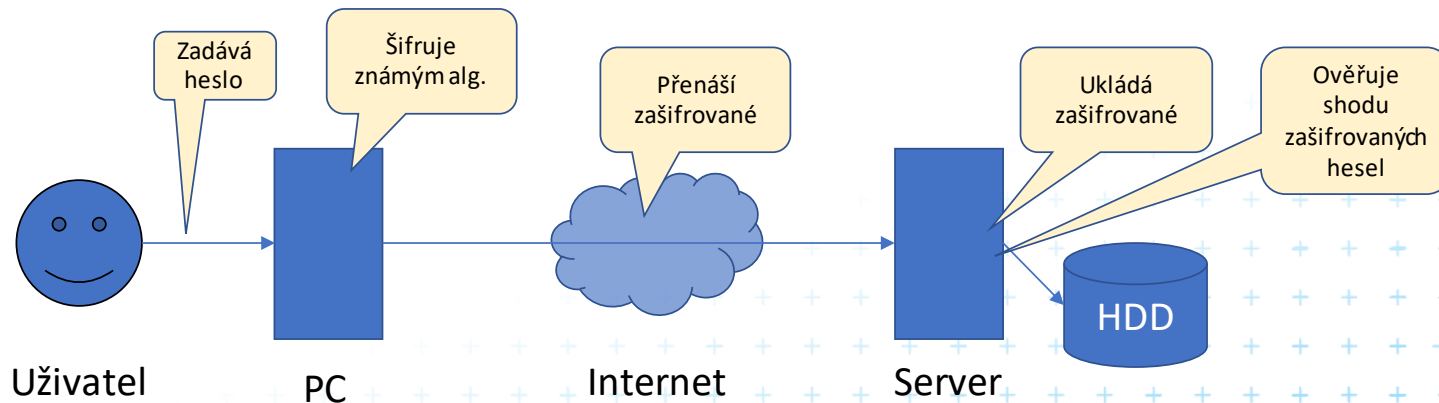 Zadává
heslo
Šifruje
známým alg.
Přenáší
zašifrované
Ukládá
zašifrované
Ověřuje
shodu
zašifrovaných
hesel
HDD
Uživatel
PC
Internet
Server